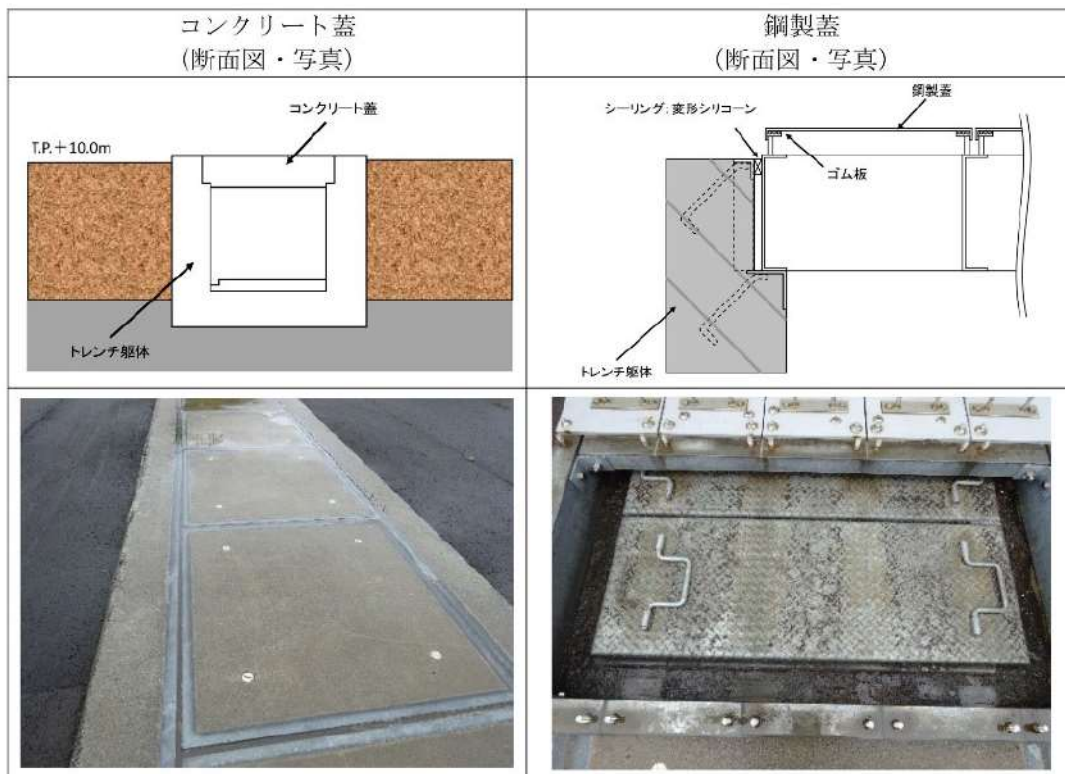 コンクリート蓋
(断面図・写真)
鋼製蓋
(断面図・写真)
コンクリート蓋
T.P.+10.0m
トレンチ躯体
シーリング:変形シリコーン
鋼製蓋
ゴム板
トレンチ躯体